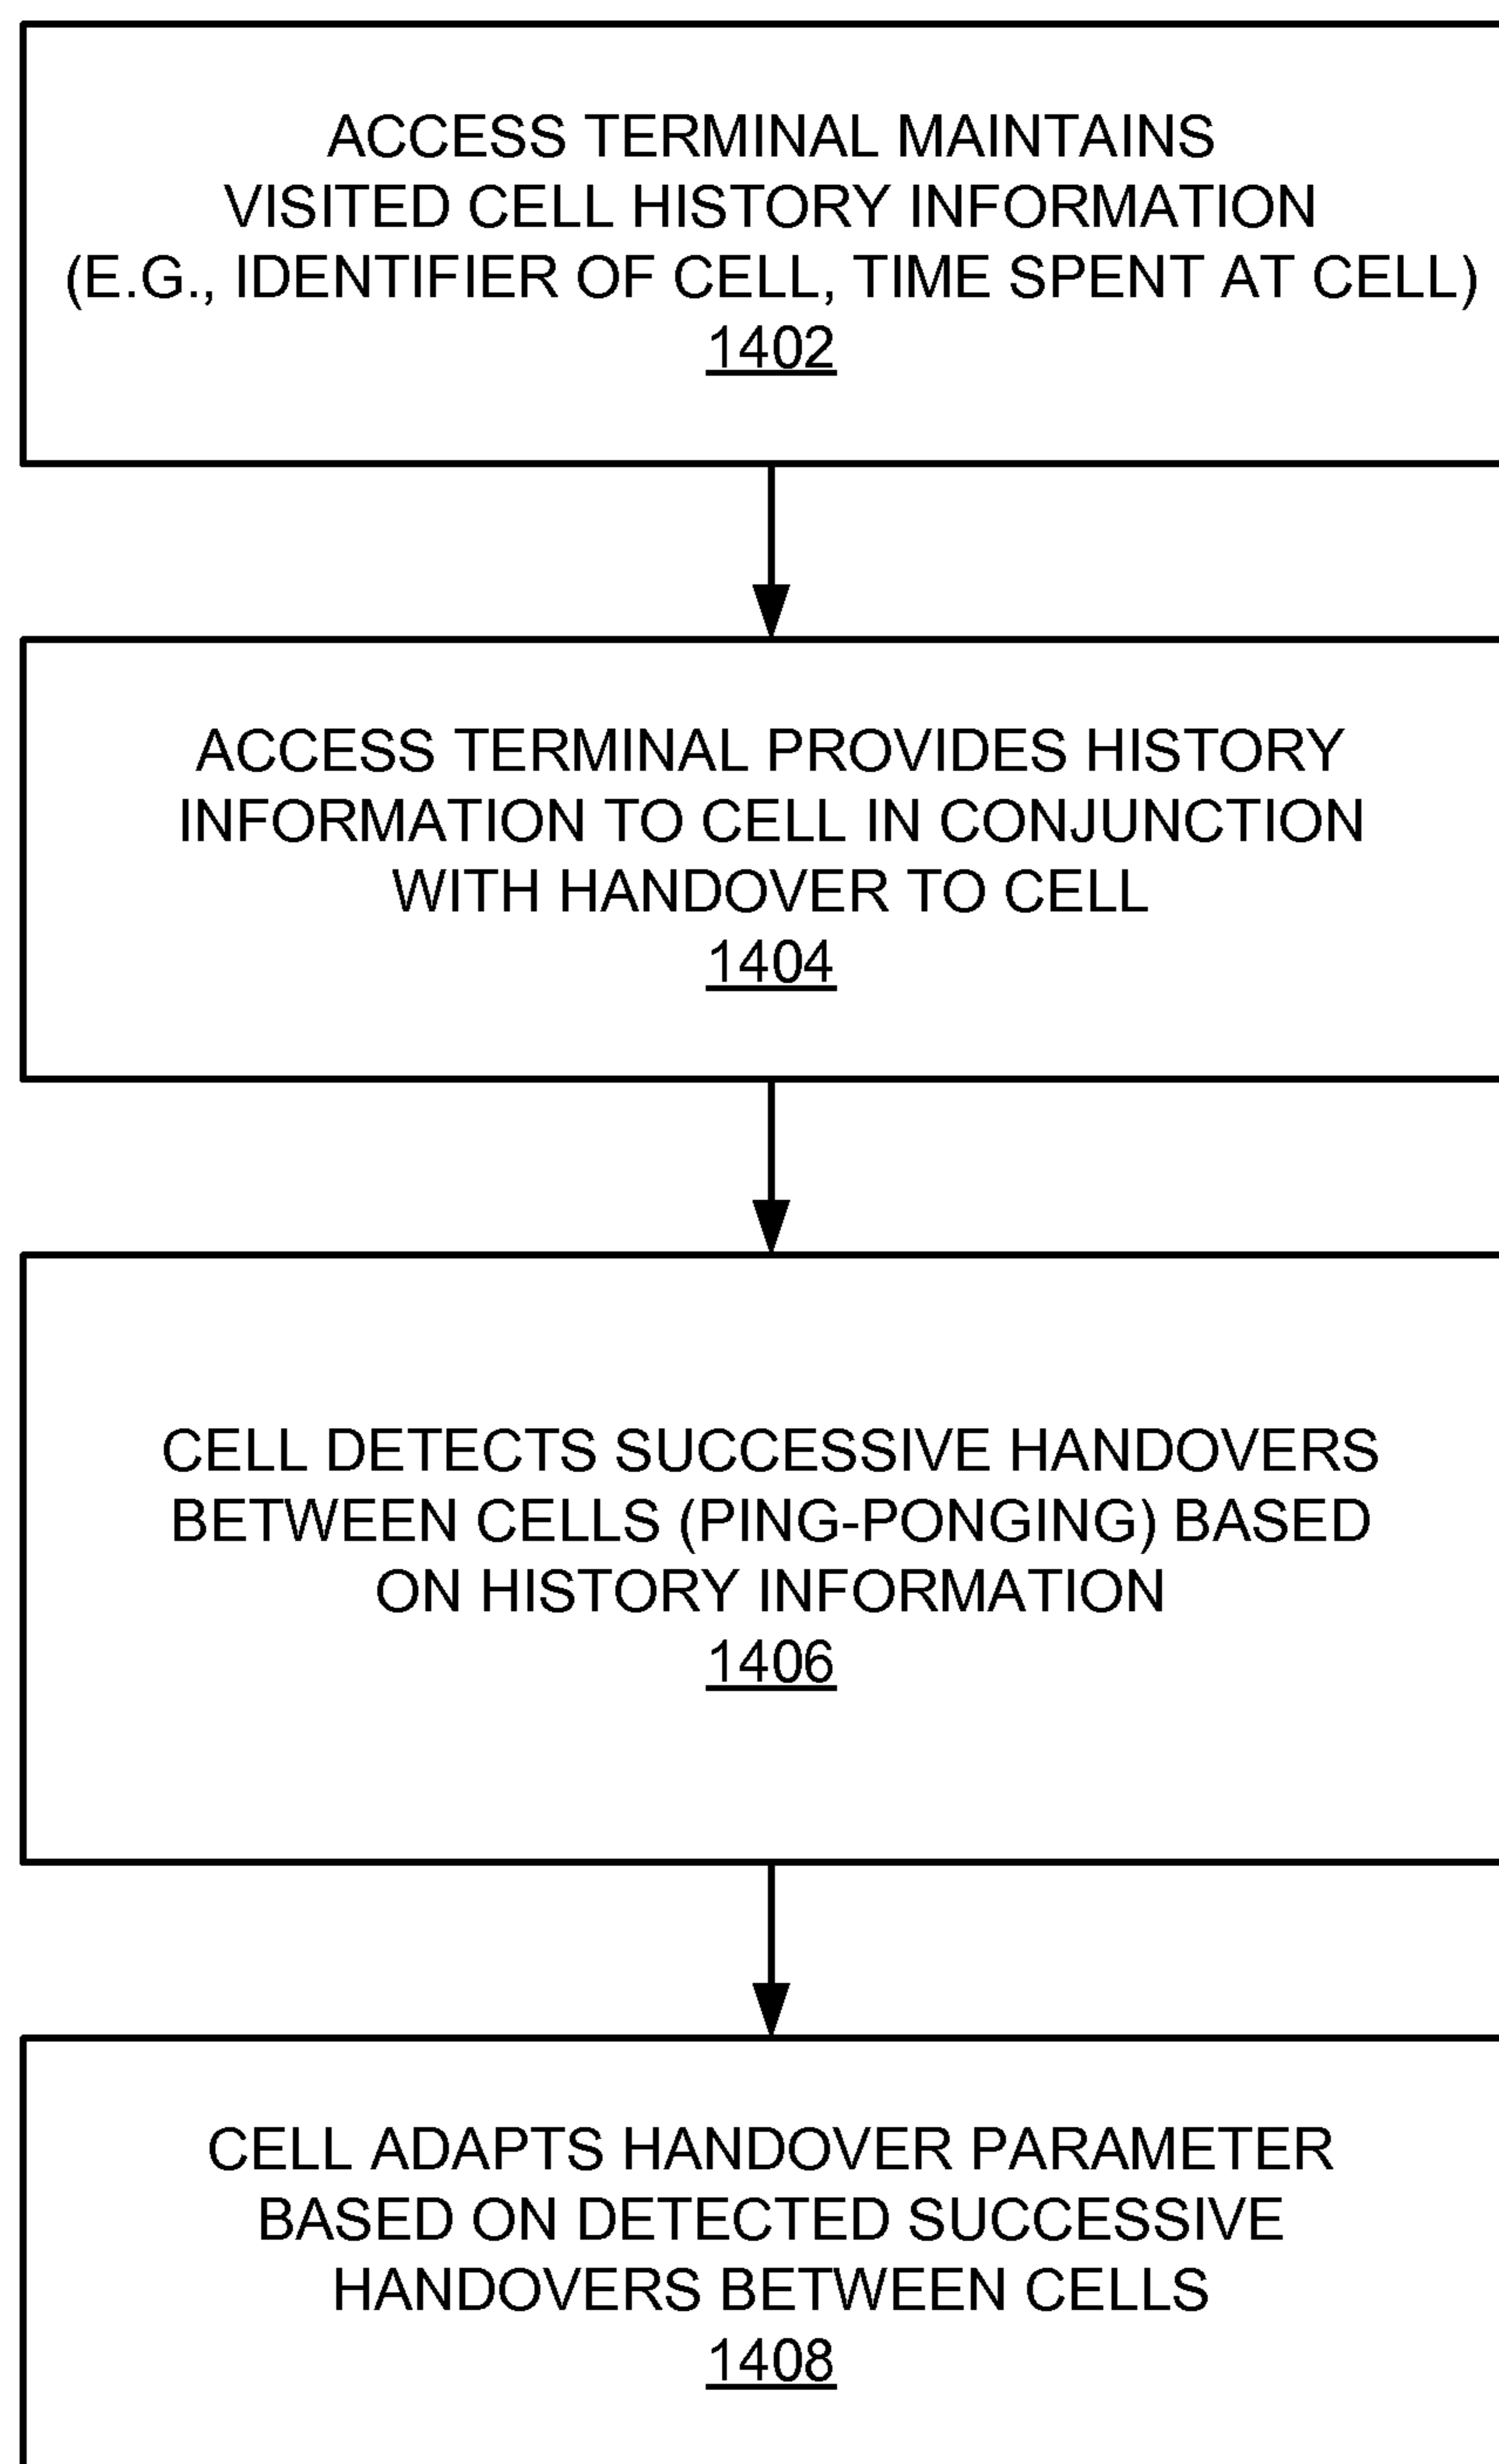 ACCESS TERMINAL MAINTAINS
VISITED CELL HISTORY INFORMATION
(E.G., IDENTIFIER OF CELL, TIME SPENT AT CELL)
1402
ACCESS TERMINAL PROVIDES HISTORY
INFORMATION TO CELL IN CONJUNCTION
WITH HANDOVER TO CELL
1404
CELL DETECTS SUCCESSIVE HANDOVERS
BETWEEN CELLS (PING-PONGING) BASED
ON HISTORY INFORMATION
1406
CELL ADAPTS HANDOVER PARAMETER
BASED ON DETECTED SUCCESSIVE
HANDOVERS BETWEEN CELLS
1408